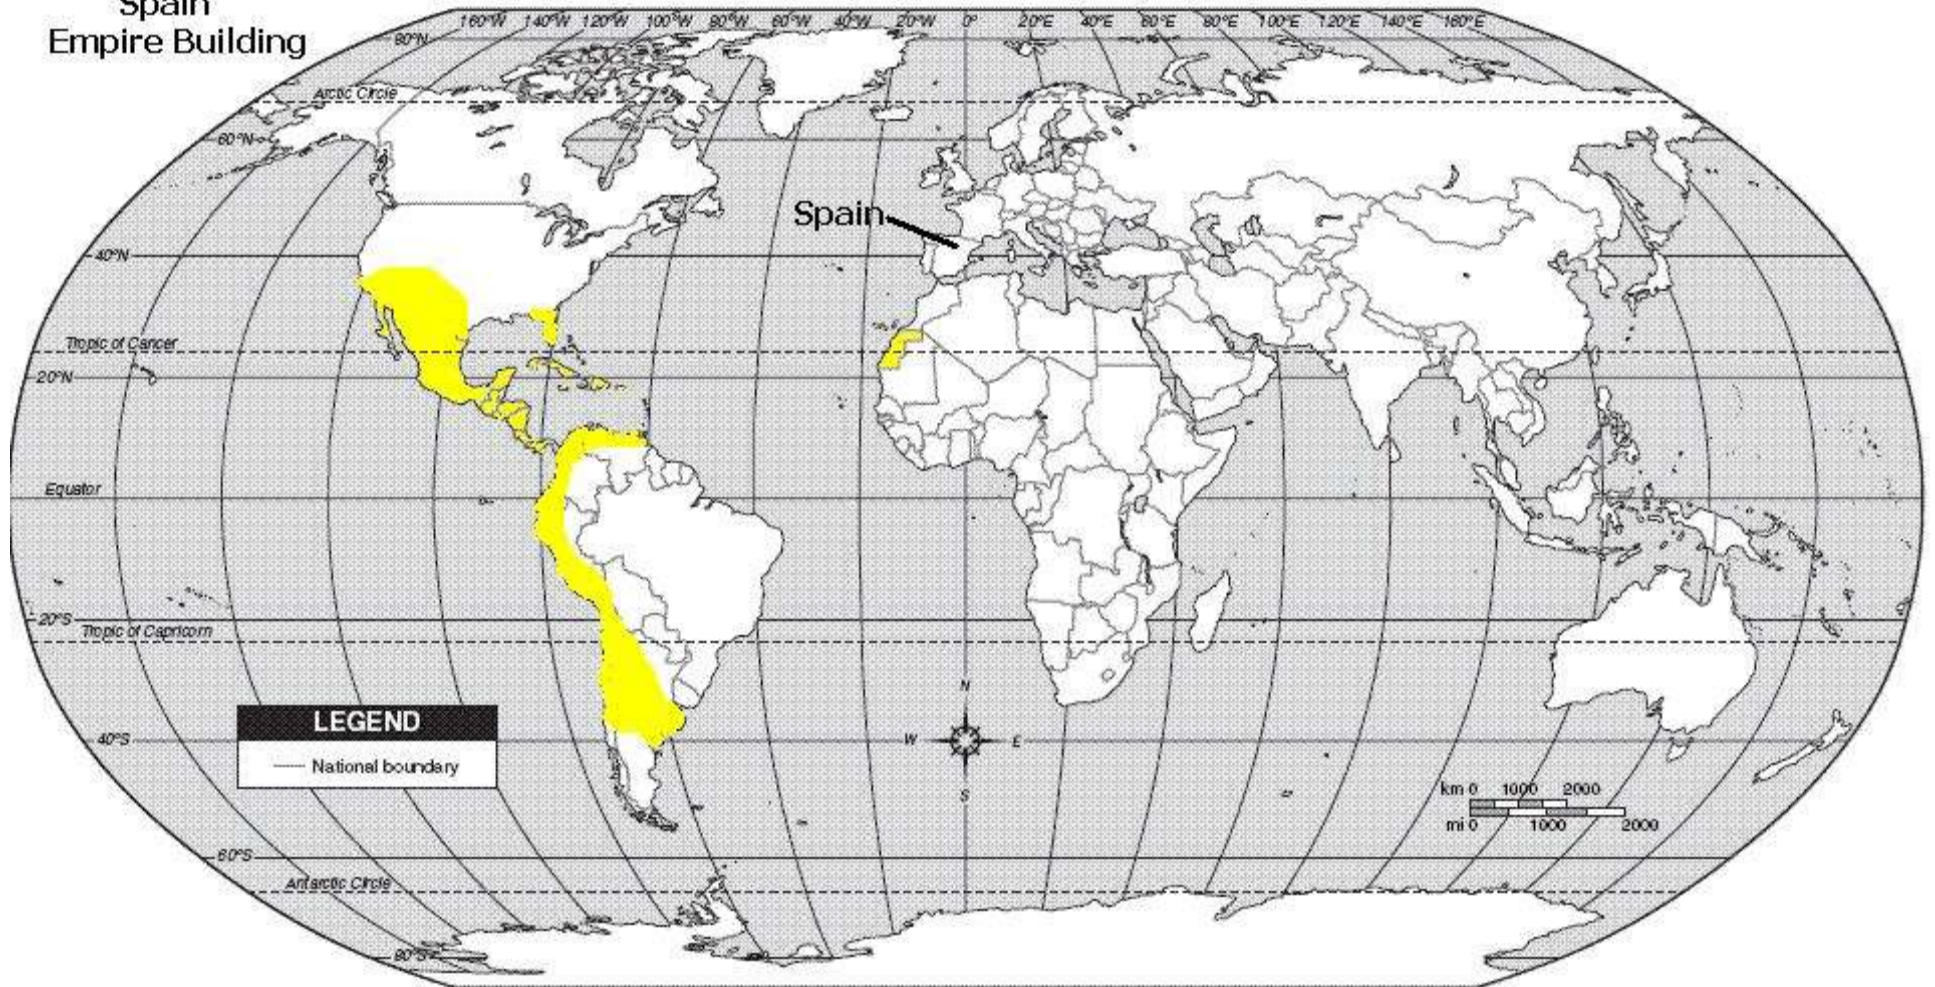 Spain
Empire Building
160°W 140°W 120°W 100°W 80°W 60°W 40°W 20°W 0° 20°E 40°E 60°E 80°E 100°E 120°E 140°E 160°E
80°N
Arctic Circle
60°N
Spain
40°N
Tropic of Cancer
20°N
Equator
20°S
Tropic of Capricorn
N
W E
S
LEGEND
National boundary
40°S
km 0 1000 2000
mi 0 1000 2000
60°S
Antarctic Circle
80°S